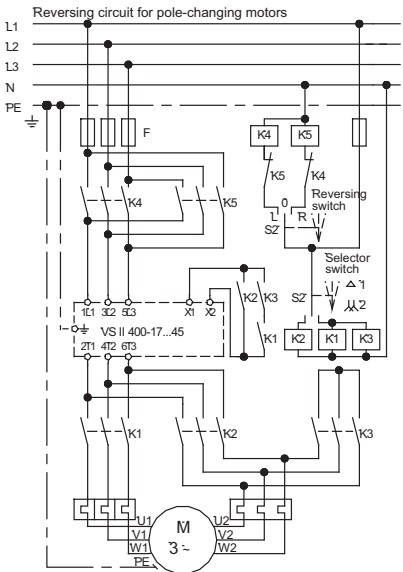 Reversing circuit for pole-changing motors
L1
L2
L3
N
PE
F
K4 K5
K5 K4
K4 K5
L 0 R
Reversing
switch
S2
Selector
switch
S2
1
2
K2 K3
K1
1L1 3L2 5L3 X1 X2
VS II 400-17...45
2T1 4T2 6T3
K2 K1 K3
K1 K2 K3
U1 U2
V1 V2
W1 W2
M
3 ~
PE